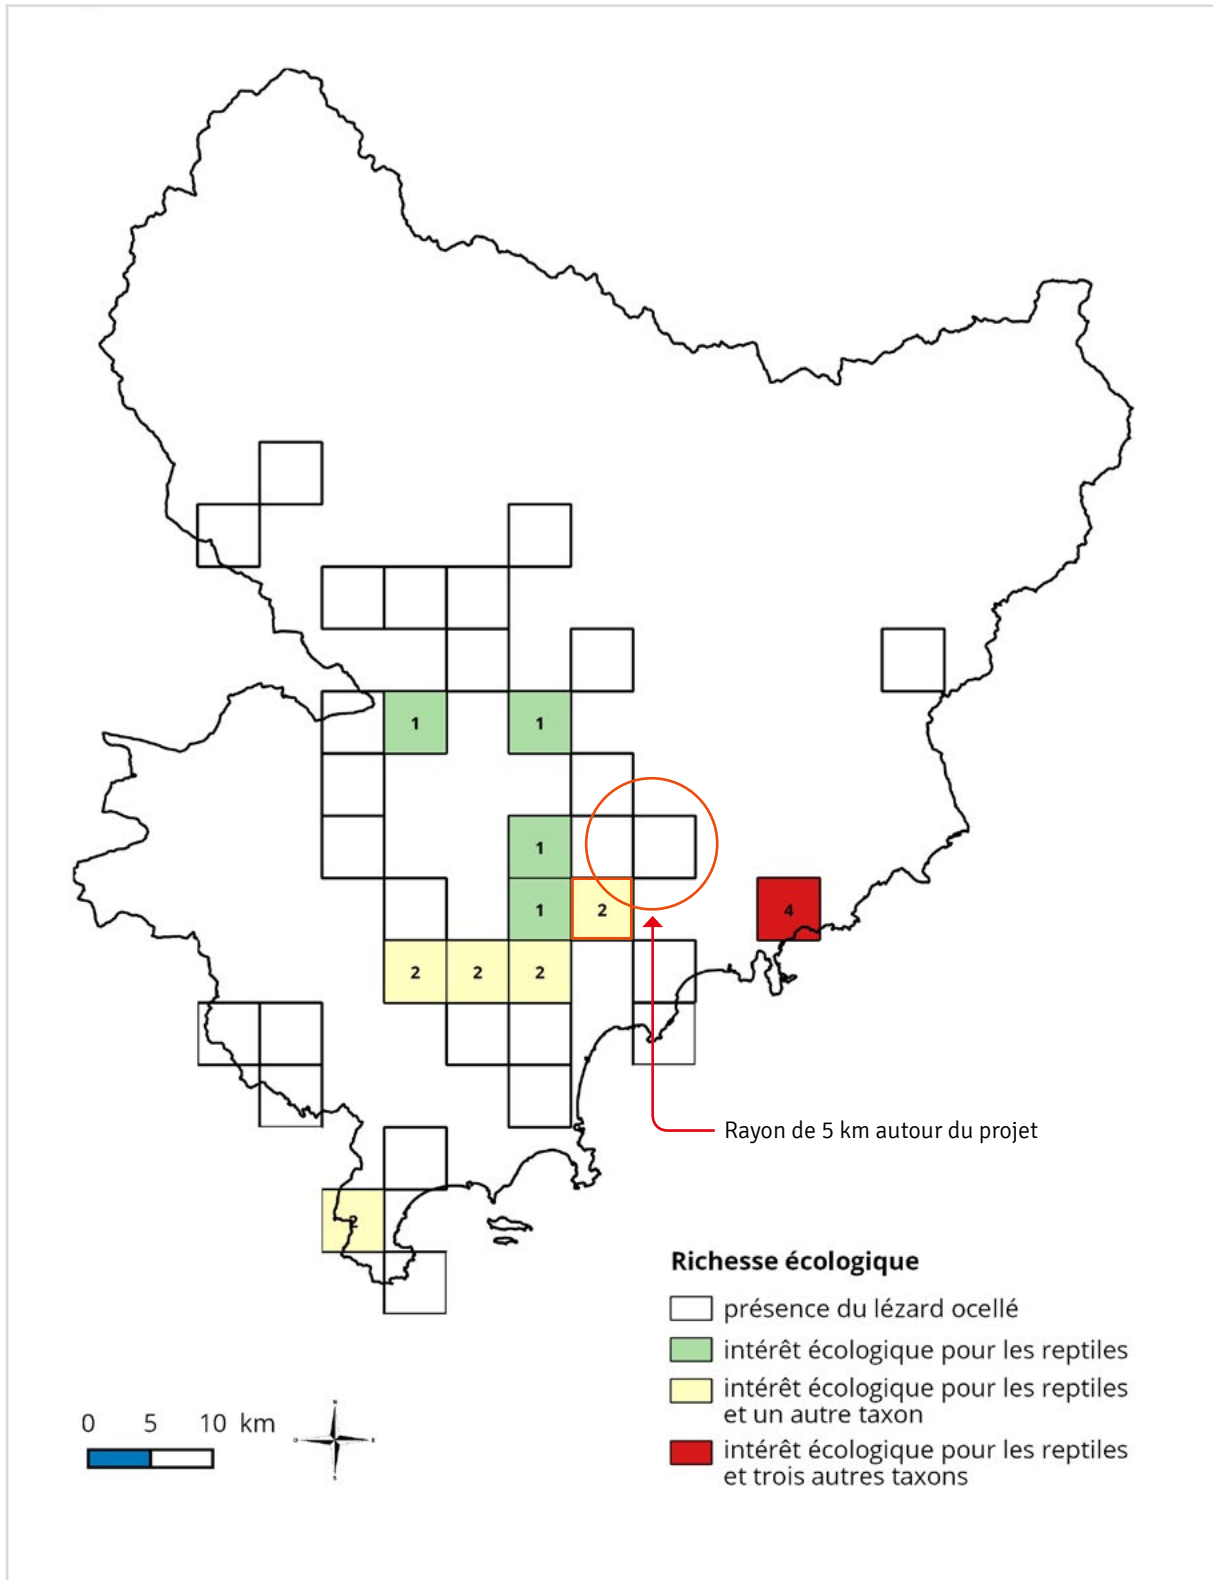 1 1
1
1 2 4
2 2 2
Rayon de 5 km autour du projet
2
Richesse écologique
présence du lézard ocellé
intérêt écologique pour les reptiles
intérêt écologique pour les reptiles
et un autre taxon
intérêt écologique pour les reptiles
et trois autres taxons
0 5 10 km